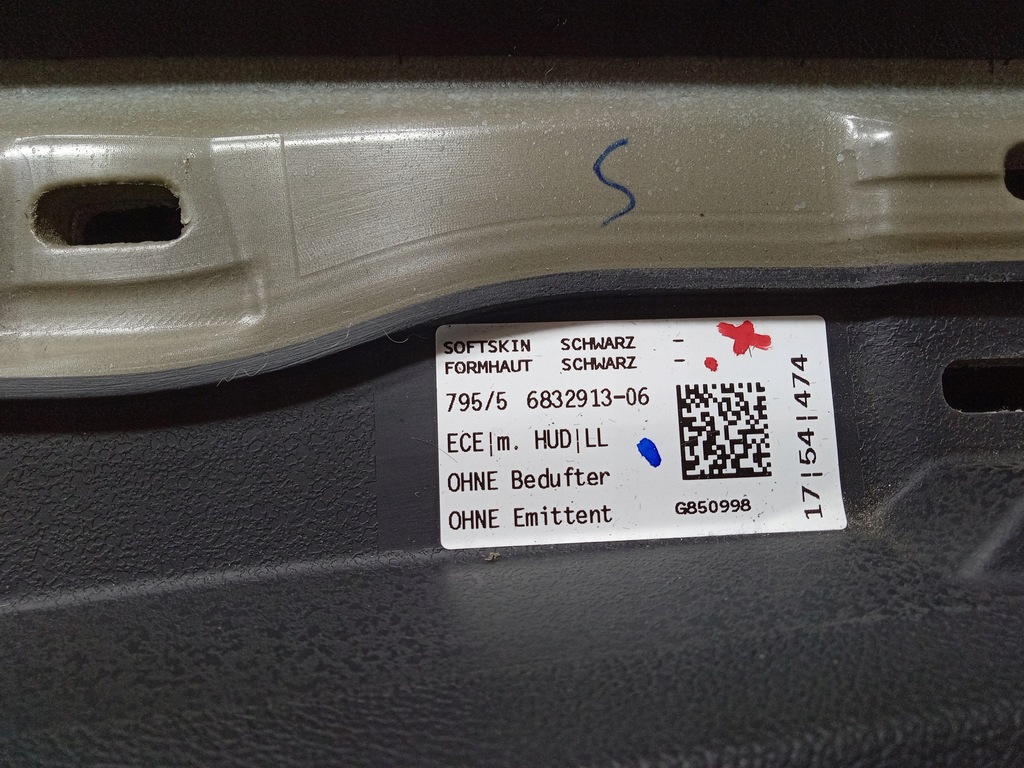 S
SOFTSKIN SCHWARZ -
FORMHAUT SCHWARZ -
795/5 6832913-06
ECE|m. HUD|LL
OHNE Bedufter
OHNE Emittent
G850998
17|54|474